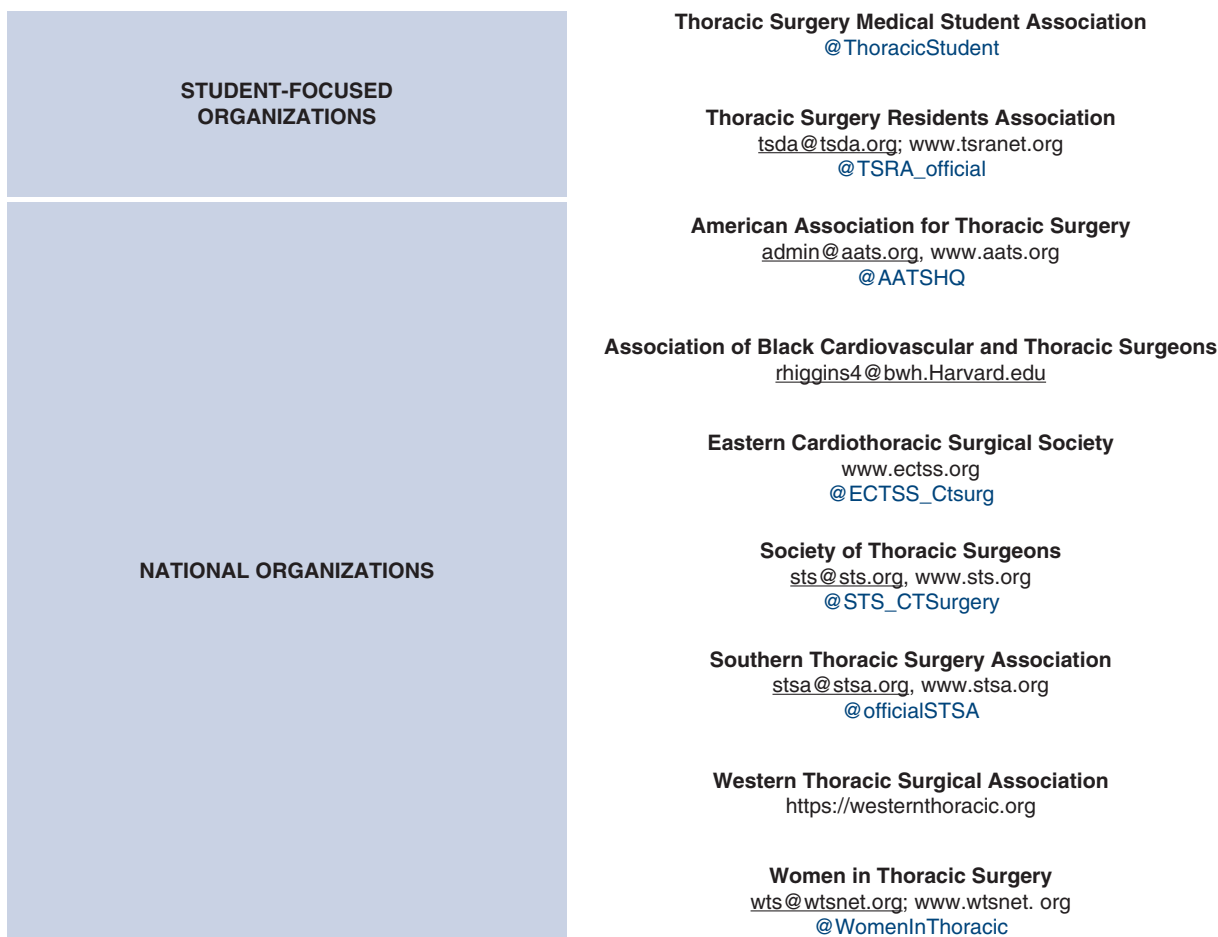 STUDENT-FOCUSED
ORGANIZATIONS
Thoracic Surgery Medical Student Association
@ThoracicStudent
Thoracic Surgery Residents Association
tsda@tsda.org; www.tsranet.org
@TSRA_official
NATIONAL ORGANIZATIONS
American Association for Thoracic Surgery
admin@aats.org, www.aats.org
@AATSHQ
Association of Black Cardiovascular and Thoracic Surgeons
rhiggins4@bwh.Harvard.edu
Eastern Cardiothoracic Surgical Society
www.ectss.org
@ECTSS_Ctsurg
Society of Thoracic Surgeons
sts@sts.org, www.sts.org
@STS_CTSurgery
Southern Thoracic Surgery Association
stsa@stsa.org, www.stsa.org
@officialSTSA
Western Thoracic Surgical Association
https://westernthoracic.org
Women in Thoracic Surgery
wts@wtsnet.org; www.wtsnet. org
@WomenInThoracic